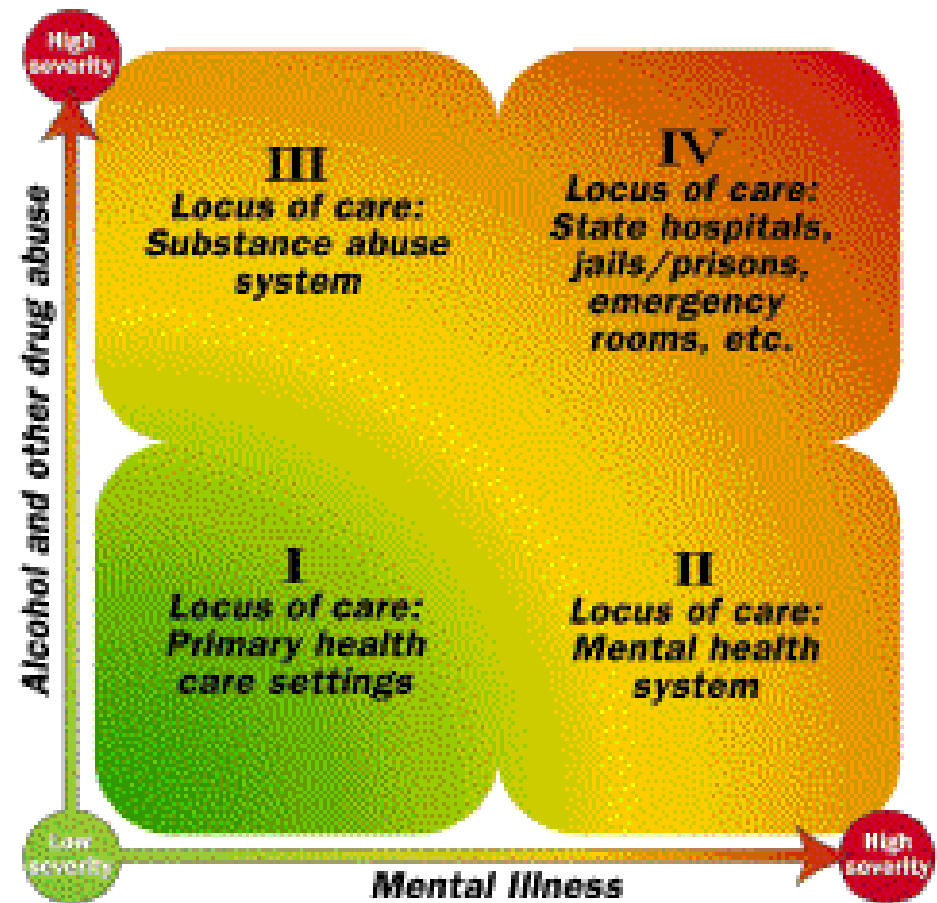 High
severity
III
Locus of care:
Substance abuse
system
IV
Locus of care:
State hospitals,
jails/prisons,
emergency
rooms, etc.
Alcohol and other drug abuse
I
Locus of care:
Primary health
care settings
II
Locus of care:
Mental health
system
Low
severity
High
severity
Mental Illness